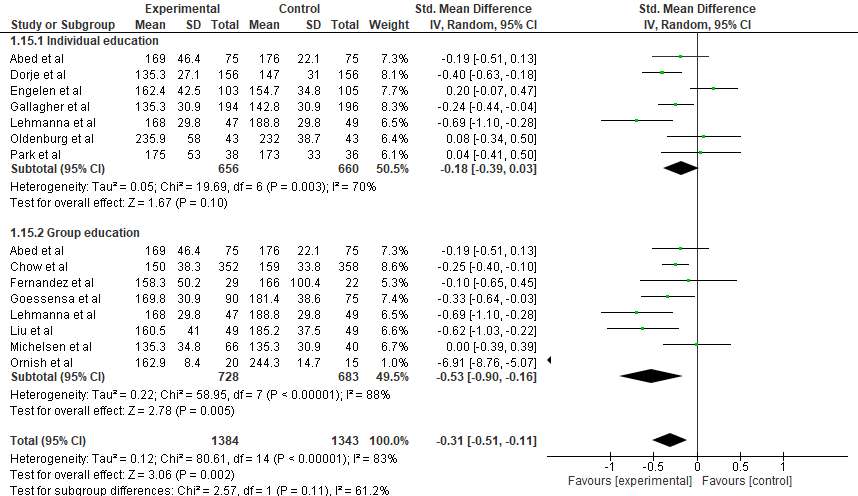 Experimental Control Std. Mean Difference Std. Mean Difference
Study or Subgroup Mean SD Total Mean SD Total Weight IV, Random, 95% CI IV, Random, 95% CI
1.15.1 Individual education
Abed et al 169 46.4 75 176 22.1 75 7.3% -0.19 [-0.51, 0.13]
Dorje et al 135.3 27.1 156 147 31 156 8.1% -0.40 [-0.63, -0.18]
Engelen et al 162.4 42.5 103 154.7 34.8 105 7.7% 0.20 [-0.07, 0.47]
Gallagher et al 135.3 30.9 194 142.8 30.9 196 8.3% -0.24 [-0.44, -0.04]
Lehmanna et al 168 29.8 47 188.8 29.8 49 6.5% -0.69 [-1.10, -0.28]
Oldenburg et al 235.9 58 43 232 38.7 43 6.4% 0.08 [-0.34, 0.50]
Park et al 175 53 38 173 33 36 6.1% 0.04 [-0.41, 0.50]
Subtotal (95% CI) 656 660 50.5% -0.18 [-0.39, 0.03]
Heterogeneity: Tau² = 0.05; Chi² = 19.69, df = 6 (P = 0.003); I² = 70%
Test for overall effect: Z = 1.67 (P = 0.10)
1.15.2 Group education
Abed et al 169 46.4 75 176 22.1 75 7.3% -0.19 [-0.51, 0.13]
Chow et al 150 38.3 352 159 33.8 358 8.6% -0.25 [-0.40, -0.10]
Fernandez et al 158.3 50.2 29 166 100.4 22 5.3% -0.10 [-0.65, 0.45]
Goessensa et al 169.8 30.9 90 181.4 38.6 75 7.4% -0.33 [-0.64, -0.03]
Lehmanna et al 168 29.8 47 188.8 29.8 49 6.5% -0.69 [-1.10, -0.28]
Liu et al 160.5 41 49 185.2 37.5 49 6.6% -0.62 [-1.03, -0.22]
Michelsen et al 135.3 34.8 66 135.3 30.9 40 6.7% 0.00 [-0.39, 0.39]
Ornish et al 162.9 8.4 20 244.3 14.7 15 1.0% -6.91 [-8.76, -5.07]
Subtotal (95% CI) 728 683 49.5% -0.53 [-0.90, -0.16]
Heterogeneity: Tau² = 0.22; Chi² = 58.95, df = 7 (P < 0.00001); I² = 88%
Test for overall effect: Z = 2.78 (P = 0.005)
Total (95% CI) 1384 1343 100.0% -0.31 [-0.51, -0.11]
Heterogeneity: Tau² = 0.12; Chi² = 80.61, df = 14 (P < 0.00001); I² = 83%
Test for overall effect: Z = 3.06 (P = 0.002)
Test for subgroup differences: Chi² = 2.57, df = 1 (P = 0.11), I² = 61.2%
-1 -0.5 0 0.5 1
Favours [experimental] Favours [control]